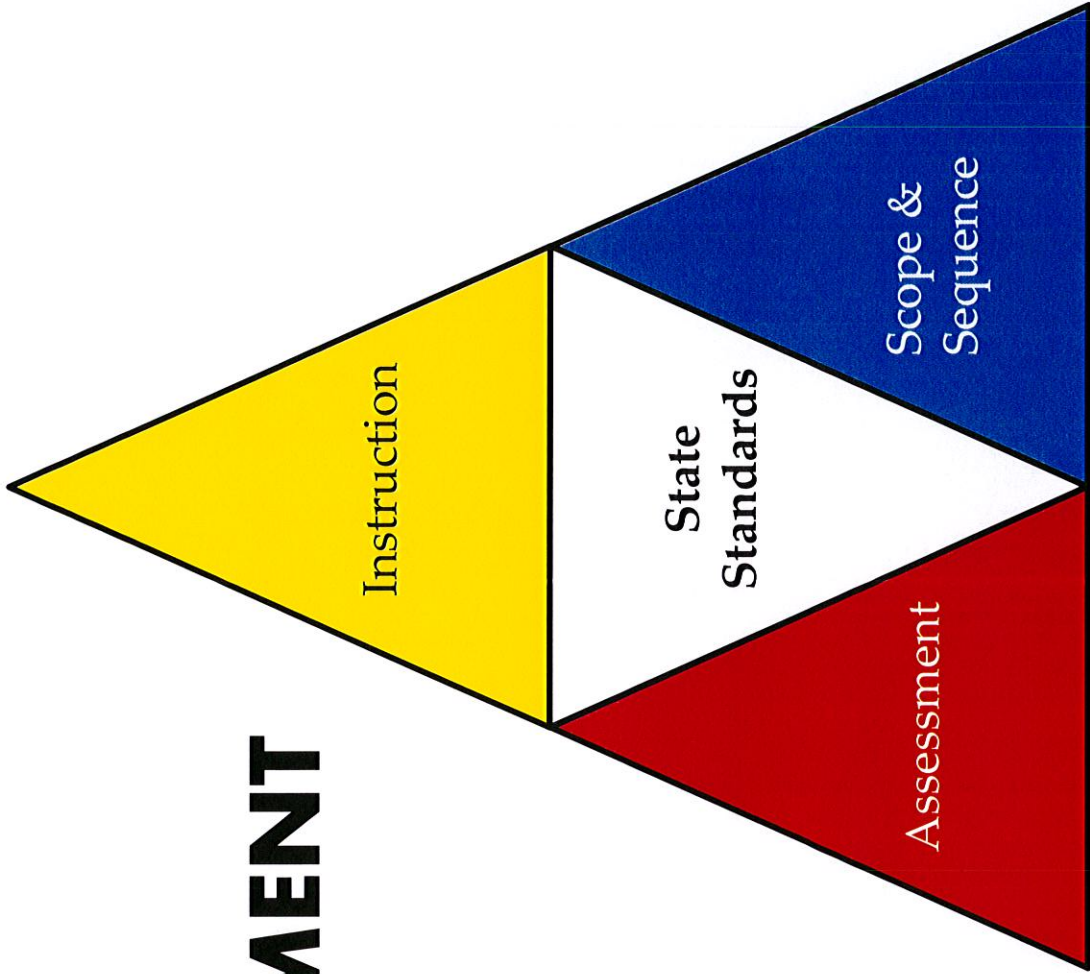 MENT
Instruction
State
Standards
Assessment
Scope &
Sequence